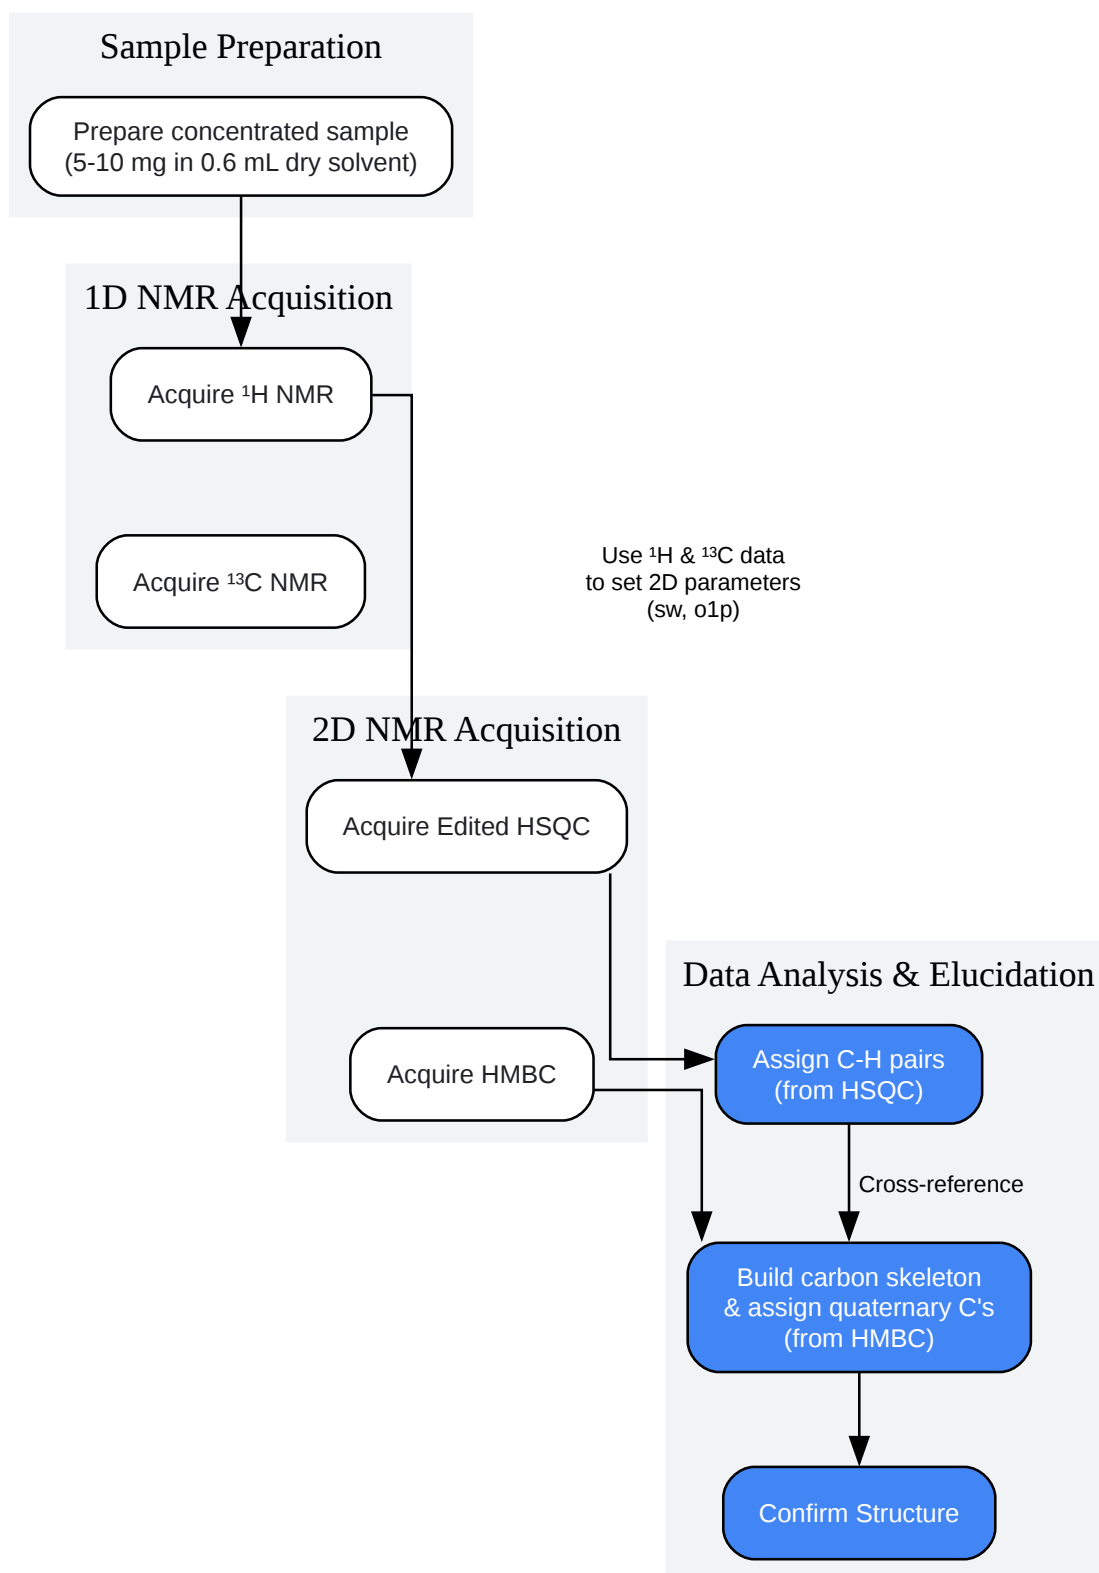 Sample Preparation
Prepare concentrated sample
(5-10 mg in 0.6 mL dry solvent)
1D NMR Acquisition
Acquire ¹H NMR
Acquire ¹³C NMR
Use ¹H & ¹³C data
to set 2D parameters
(sw, o1p)
2D NMR Acquisition
Acquire Edited HSQC
Acquire HMBC
Data Analysis & Elucidation
Assign C-H pairs
(from HSQC)
Cross-reference
Build carbon skeleton
& assign quaternary C's
(from HMBC)
Confirm Structure